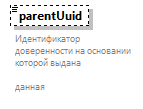 parentUuid
Идентификатор
доверенности на основании
которой выдана
данная